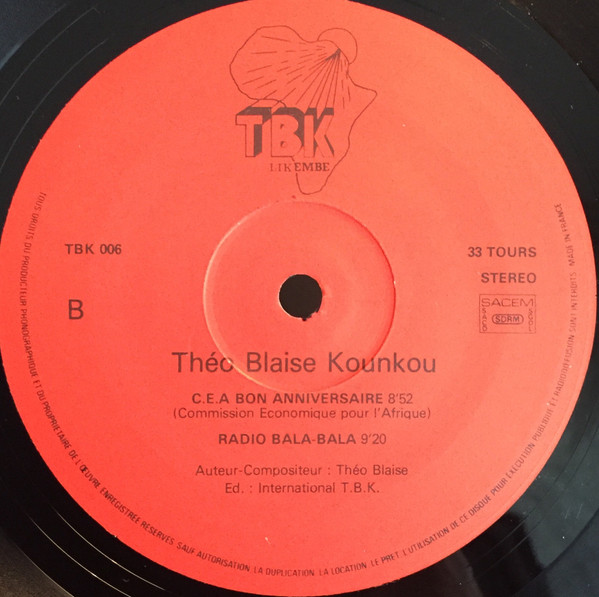 TBK
LIKEMBE
TBK 006
33 TOURS
STEREO
B
SACEM
SACD
SDRM
SGDL
Théo Blaise Kounkou
C.E.A BON ANNIVERSAIRE 8'52
(Commission Economique pour l'Afrique)
RADIO BALA-BALA 9'20
Auteur-Compositeur : Théo Blaise
Ed. : International T.B.K.
TOUS DROITS DU PRODUCTEUR PHONOGRAPHIQUE ET DU PROPRIETAIRE DE L'ŒUVRE ENREGISTREE RESERVES. SAUF AUTORISATION, LA DUPLICATION, LA LOCATION, LE PRET, L'UTILISATION DE CE DISQUE POUR EXECUTION PUBLIQUE ET RADIODIFFUSION SONT INTERDITS. MADE IN FRANCE